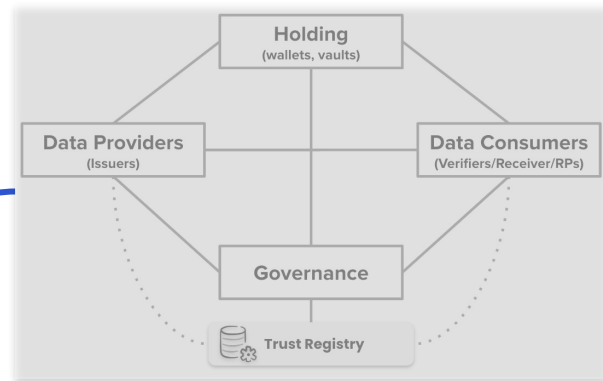 Holding
(wallets, vaults)
Data Providers
(Issuers)
Data Consumers
(Verifiers/Receiver/RPs)
Governance
Trust Registry